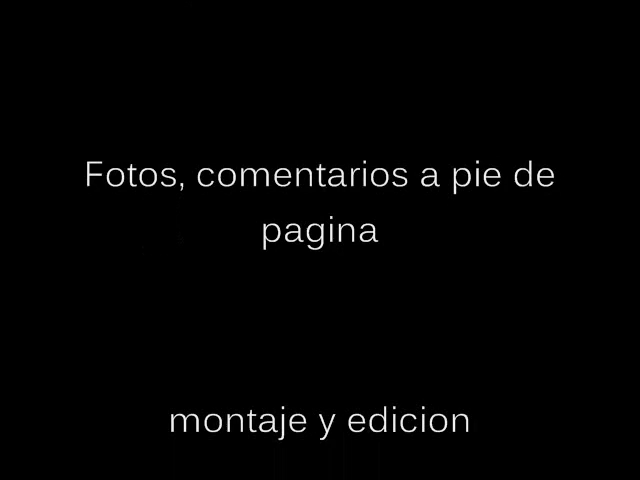 Fotos, comentarios a pie de
pagina
montaje y edicion